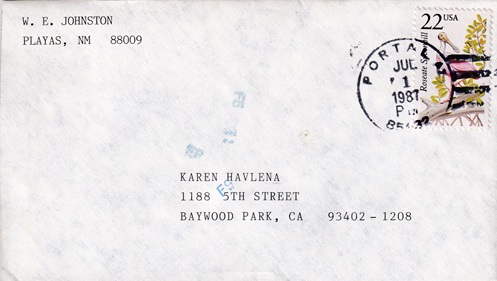 W. E. JOHNSTON
PLAYAS, NM 88009
22 USA
Roseate Spoonbill
PORTAL
JUL
1
1987
PM
KAREN HAVLENA
1188 5TH STREET
BAYWOOD PARK, CA 93402-1208